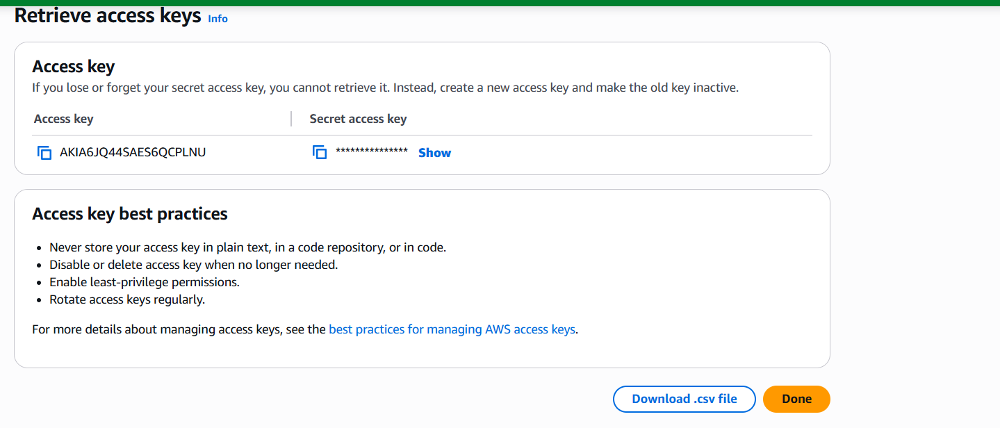 Retrieve access keys Info
Access key
If you lose or forget your secret access key, you cannot retrieve it. Instead, create a new access key and make the old key inactive.
Access key Secret access key
AKIA6JQ44SAES6QCPLNU *************** Show
Access key best practices
• Never store your access key in plain text, in a code repository, or in code.
• Disable or delete access key when no longer needed.
• Enable least-privilege permissions.
• Rotate access keys regularly.
For more details about managing access keys, see the best practices for managing AWS access keys.
Download .csv file Done